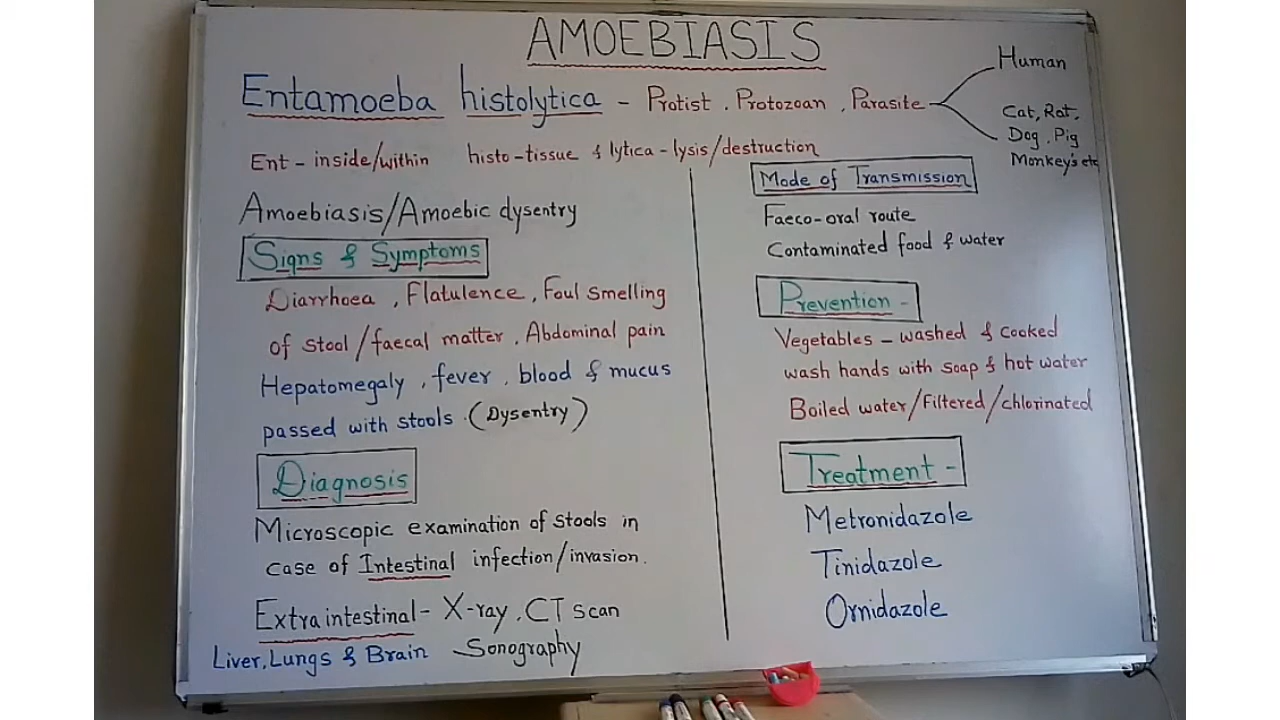 AMOEBIASIS
Entamoeba histolytica - Protist, Protozoan, Parasite
Human
Cat, Rat,
Dog, Pig
Monkey's etc
Ent - inside/within histo-tissue & lytica - lysis/destruction
Amoebiasis/Amoebic dysentry
Signs & Symptoms
Diarrhoea, Flatulence, Foul smelling
of stool/faecal matter, Abdominal pain
Hepatomegaly, fever, blood & mucus
passed with stools. (Dysentry)
Diagnosis
Microscopic examination of stools in
case of Intestinal infection/invasion.
Extraintestinal - X-ray, CT scan
Liver, Lungs & Brain Sonography
Mode of Transmission
Faeco-oral route
Contaminated food & water
Prevention -
Vegetables - washed & cooked
wash hands with soap & hot water
Boiled water/Filtered/chlorinated
Treatment -
Metronidazole
Tinidazole
Ornidazole